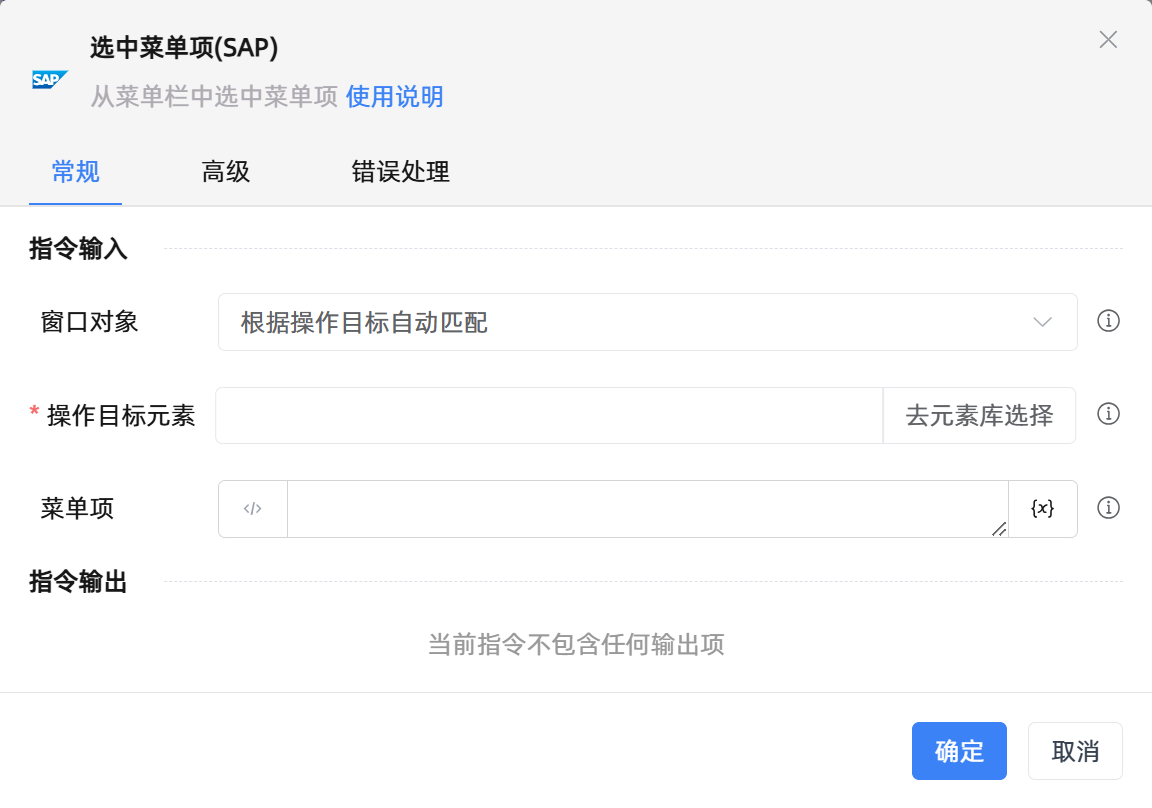 选中菜单项(SAP)
SAP
从菜单栏中选中菜单项 使用说明
常规 高级 错误处理
指令输入
窗口对象 根据操作目标自动匹配
* 操作目标元素 去元素库选择
菜单项 </> {x}
指令输出
当前指令不包含任何输出项
确定 取消